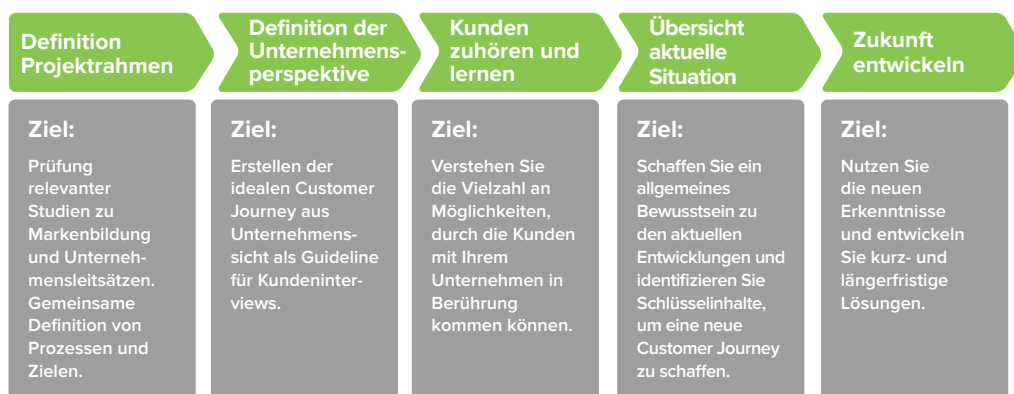 Definition
Projektrahmen
Definition der
Unternehmens-
perspektive
Kunden
zuhören und
lernen
Übersicht
aktuelle
Situation
Zukunft
entwickeln
Ziel:
Prüfung
relevanter
Studien zu
Markenbildung
und Unterneh-
mensleitsätzen.
Gemeinsame
Definition von
Prozessen und
Zielen.
Ziel:
Erstellen der
idealen Customer
Journey aus
Unternehmens-
sicht als Guideline
für Kundeninter-
views.
Ziel:
Verstehen Sie
die Vielzahl an
Möglichkeiten,
durch die Kunden
mit Ihrem
Unternehmen in
Berührung
kommen können.
Ziel:
Schaffen Sie ein
allgemeines
Bewusstsein zu
den aktuellen
Entwicklungen und
identifizieren Sie
Schlüsselinhalte,
um eine neue
Customer Journey
zu schaffen.
Ziel:
Nutzen Sie
die neuen
Erkenntnisse
und entwickeln
Sie kurz- und
längerfristige
Lösungen.